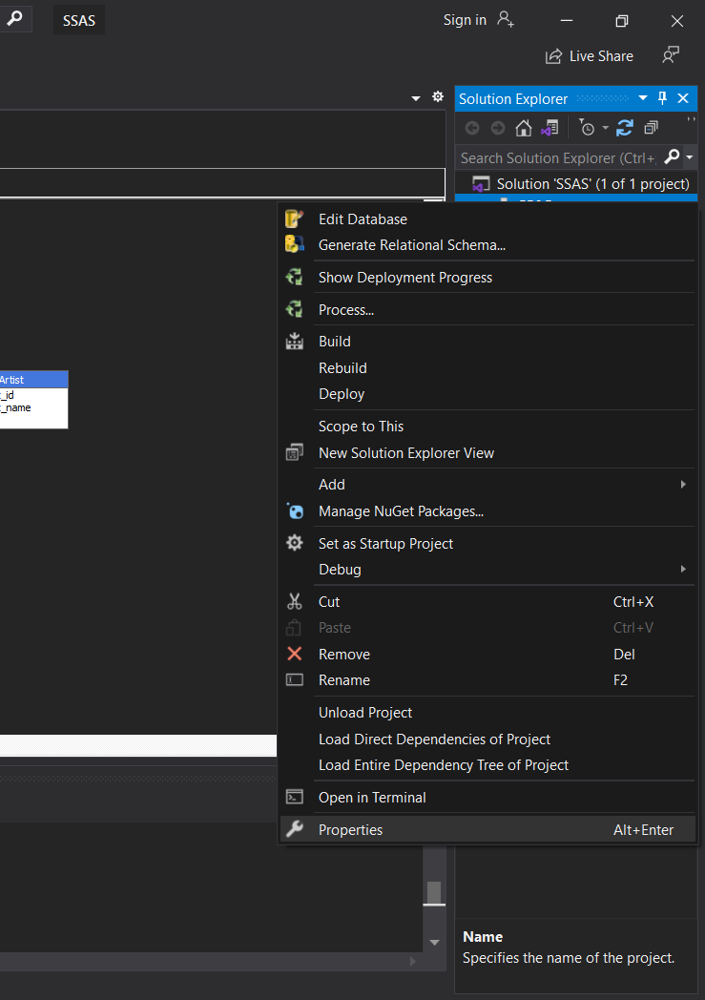 SSAS
Sign in
Live Share
Solution Explorer
Search Solution Explorer (Ctrl+;
Solution 'SSAS' (1 of 1 project)
Edit Database
Generate Relational Schema...
Show Deployment Progress
Process...
Build
Rebuild
Artist
_id
_name
Deploy
Scope to This
New Solution Explorer View
Add
Manage NuGet Packages...
Set as Startup Project
Debug
Cut Ctrl+X
Paste Ctrl+V
Remove Del
Rename F2
Unload Project
Load Direct Dependencies of Project
Load Entire Dependency Tree of Project
Open in Terminal
Properties Alt+Enter
Name
Specifies the name of the project.